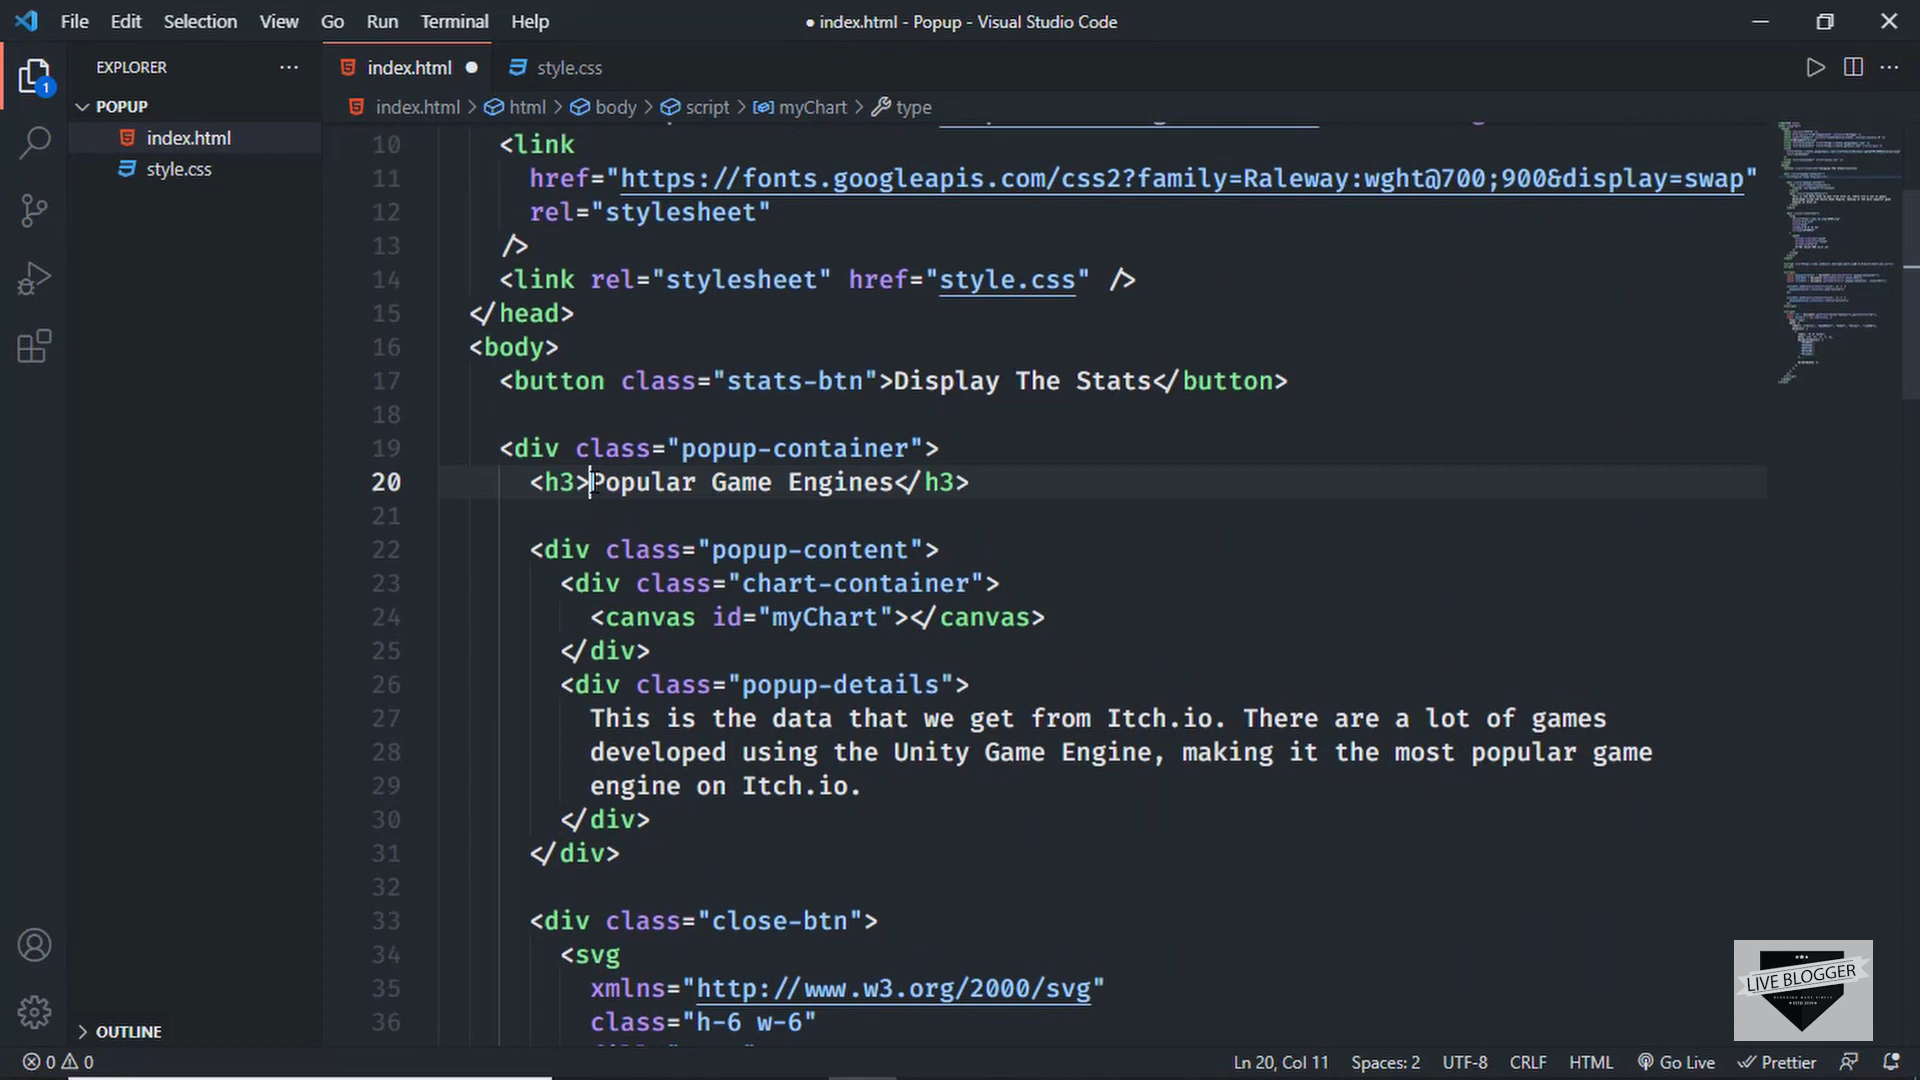 File Edit Selection View Go Run Terminal Help
● index.html - Popup - Visual Studio Code
EXPLORER
index.html
style.css
POPUP
index.html
style.css
1
index.html > html > body > script > myChart > type
10 <link
11 href="https://fonts.googleapis.com/css2?family=Raleway:wght@700;900&display=swap"
12 rel="stylesheet"
13 />
14 <link rel="stylesheet" href="style.css" />
15 </head>
16 <body>
17 <button class="stats-btn">Display The Stats</button>
18
19 <div class="popup-container">
20 <h3>Popular Game Engines</h3>
21
22 <div class="popup-content">
23 <div class="chart-container">
24 <canvas id="myChart"></canvas>
25 </div>
26 <div class="popup-details">
27 This is the data that we get from Itch.io. There are a lot of games
28 developed using the Unity Game Engine, making it the most popular game
29 engine on Itch.io.
30 </div>
31 </div>
32
33 <div class="close-btn">
34 <svg
35 xmlns="http://www.w3.org/2000/svg"
36 class="h-6 w-6"
OUTLINE
LIVE BLOGGER
0 0
Ln 20, Col 11 Spaces: 2 UTF-8 CRLF HTML Go Live Prettier